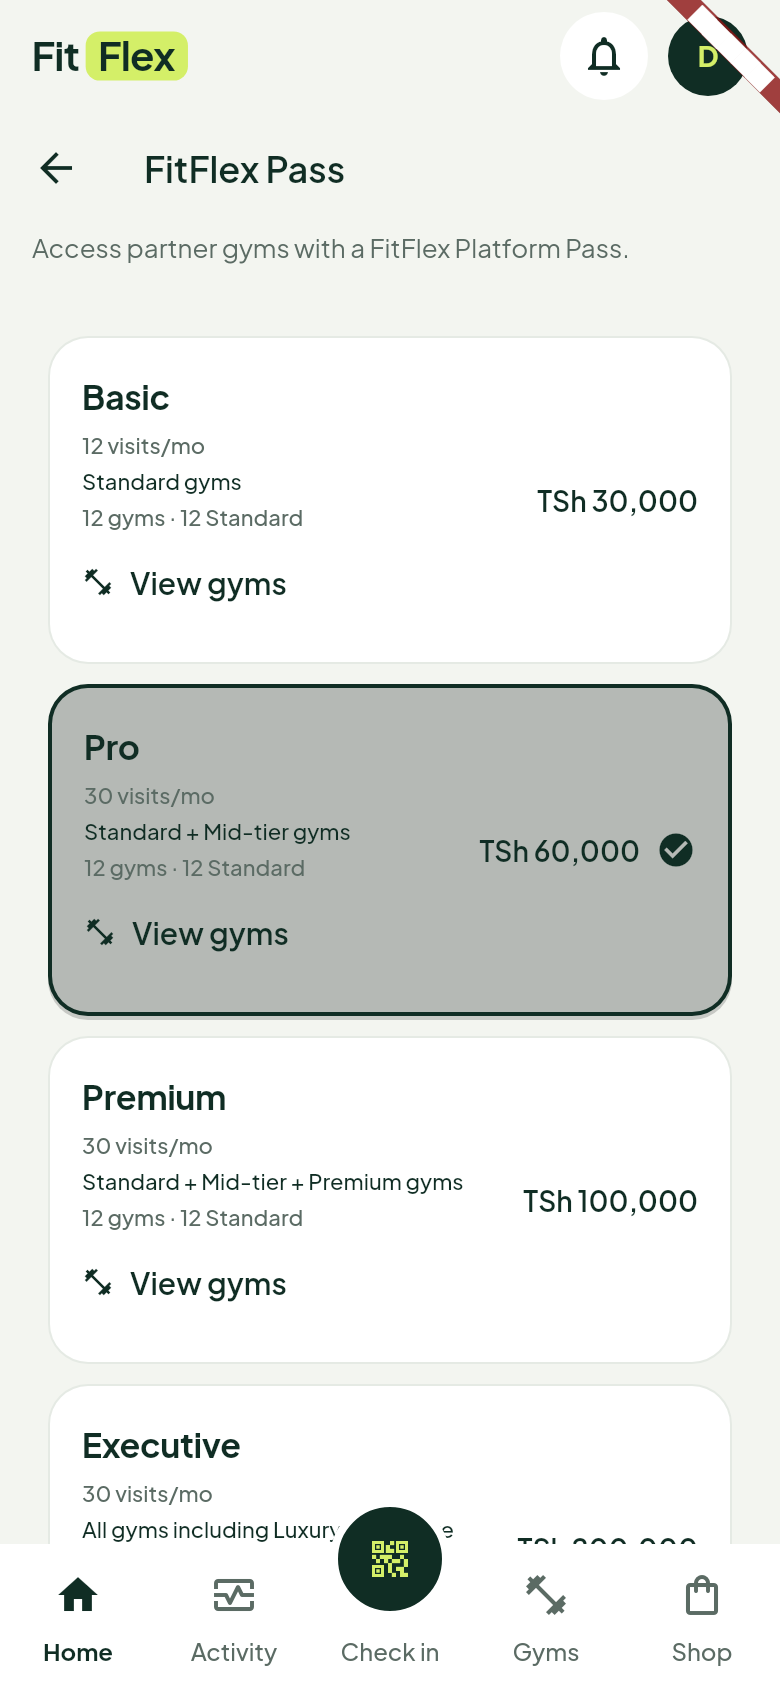 Fit Flex
D
FitFlex Pass
Access partner gyms with a FitFlex Platform Pass.
Basic
12 visits/mo
Standard gyms
12 gyms · 12 Standard
TSh 30,000
View gyms
Pro
30 visits/mo
Standard + Mid-tier gyms
12 gyms · 12 Standard
TSh 60,000
View gyms
Premium
30 visits/mo
Standard + Mid-tier + Premium gyms
12 gyms · 12 Standard
TSh 100,000
View gyms
Executive
30 visits/mo
All gyms including Luxury
Home
Activity
Check in
Gyms
Shop